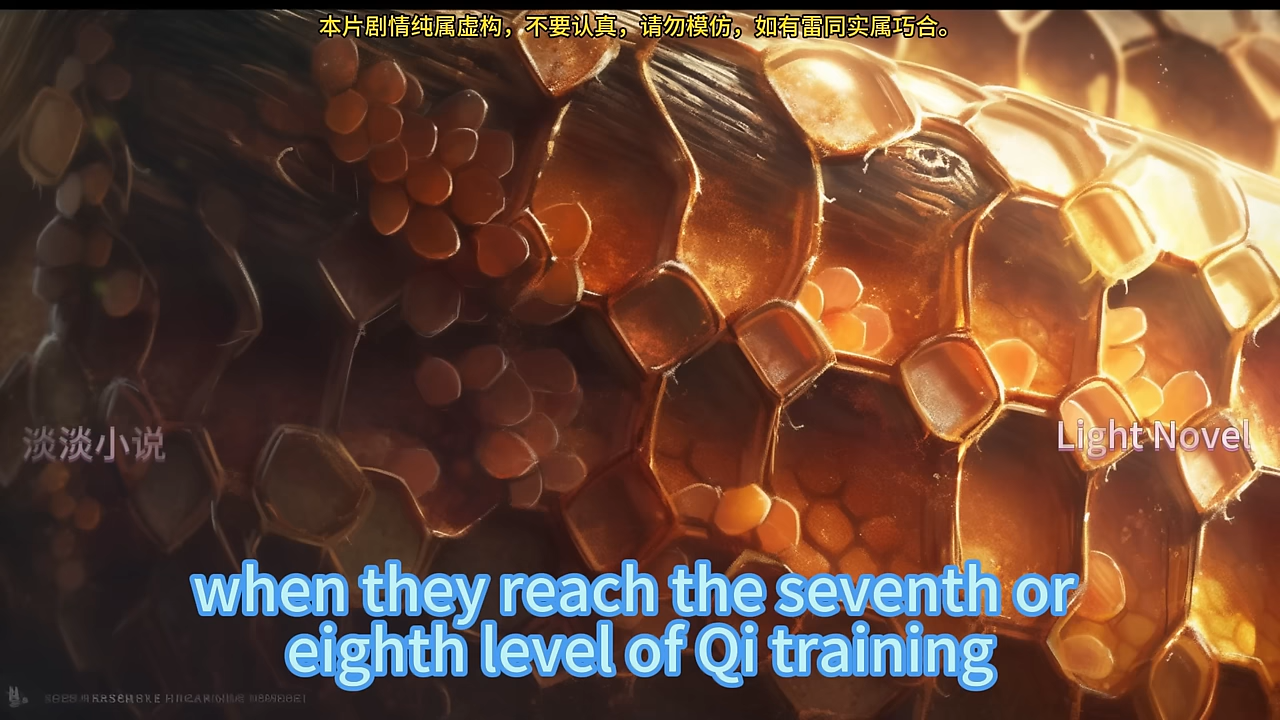 本片剧情纯属虚构，不要认真，请勿模仿，如有雷同实属巧合。
淡淡小说
Light Novel
when they reach the seventh or
eighth level of Qi training